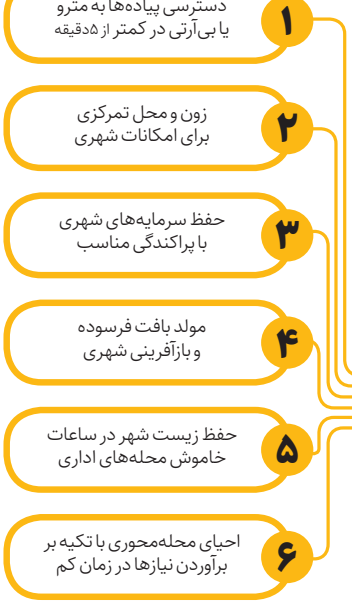 ۱
دسترسی پیاده‌ها به مترو
یا بی‌آرتی در کمتر از ۵دقیقه
۲
زون و محل تمرکزی
برای امکانات شهری
۳
حفظ سرمایه‌های شهری
با پراکندگی مناسب
۴
مولد بافت فرسوده
و بازآفرینی شهری
۵
حفظ زیست شهر در ساعات
خاموش محله‌های اداری
۶
احیای محله‌محوری با تکیه بر
برآوردن نیازها در زمان کم